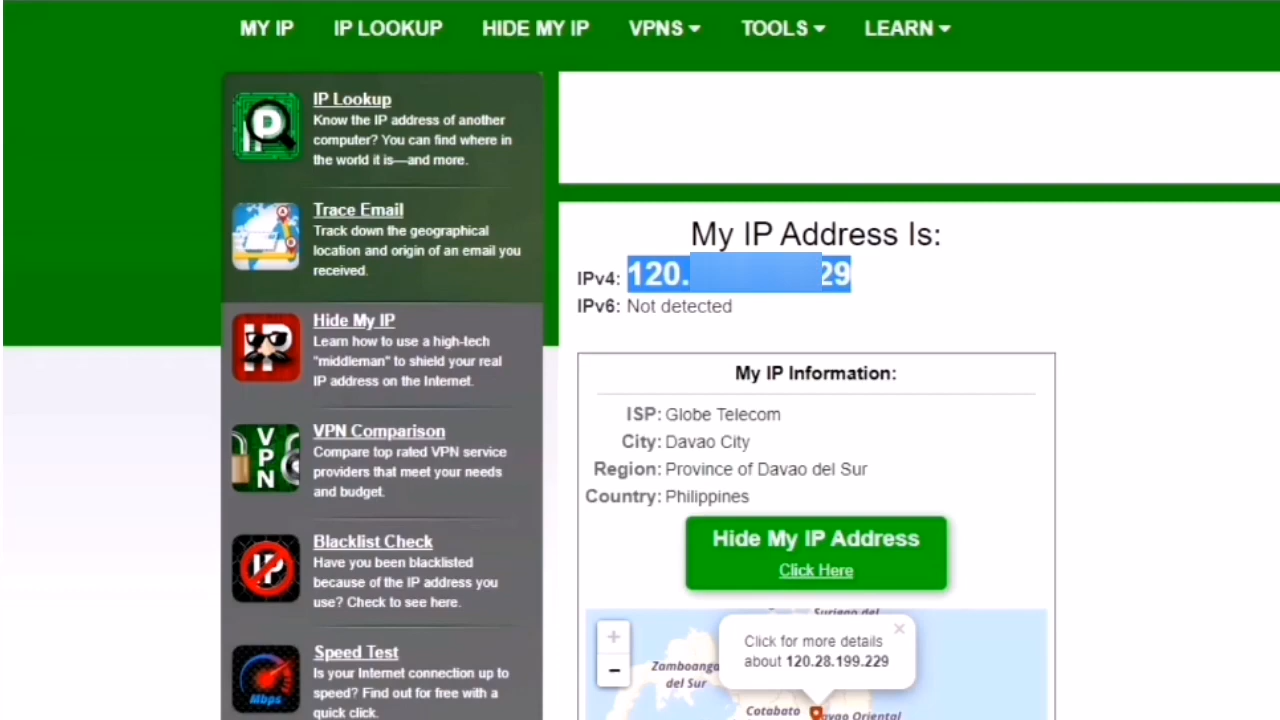 MY IP
IP LOOKUP
HIDE MY IP
VPNS
TOOLS
LEARN
IP Lookup
Know the IP address of another
computer? You can find where in
the world it is—and more.
Trace Email
Track down the geographical
location and origin of an email you
received.
IP
Hide My IP
Learn how to use a high-tech
"middleman" to shield your real
IP address on the Internet.
V
P
N
VPN Comparison
Compare top rated VPN service
providers that meet your needs
and budget.
IP
Blacklist Check
Have you been blacklisted
because of the IP address you
use? Check to see here.
Mbps
Speed Test
Is your Internet connection up to
speed? Find out for free with a
quick click.
My IP Address Is:
IPv4: 120. 29
IPv6: Not detected
My IP Information:
ISP: Globe Telecom
City: Davao City
Region: Province of Davao del Sur
Country: Philippines
Hide My IP Address
Click Here
Surigao del
+
−
Click for more details
about 120.28.199.229
×
Zamboanga
del Sur
Cotabato
avao Oriental